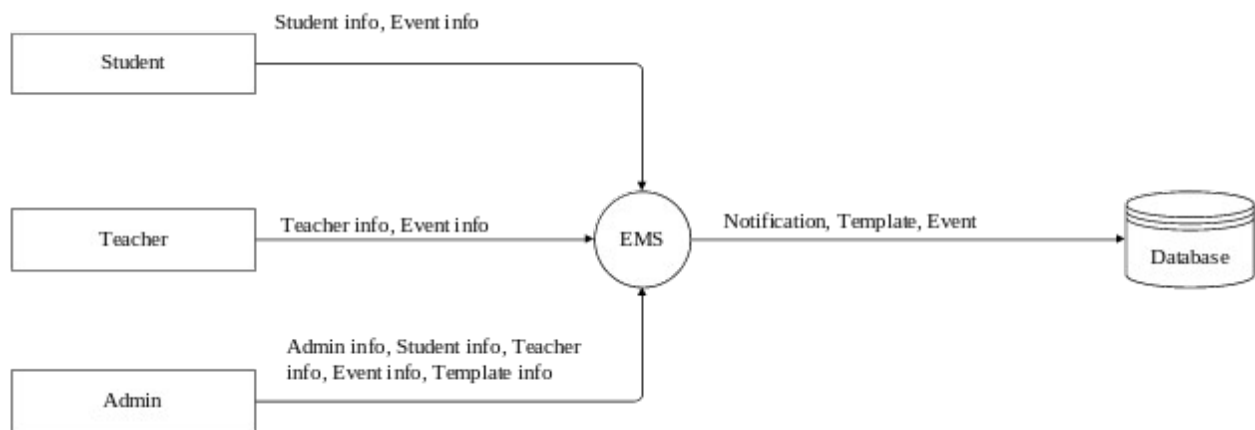 Student info, Event info
Student
Teacher
Teacher info, Event info
EMS
Notification, Template, Event
Database
Admin info, Student info, Teacher
info, Event info, Template info
Admin